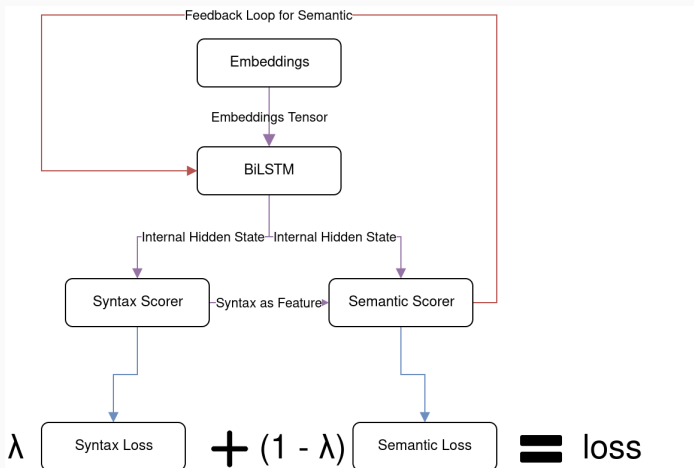 Feedback Loop for Semantic
Embeddings
Embeddings Tensor
BiLSTM
Internal Hidden State Internal Hidden State
Syntax Scorer Syntax as Feature Semantic Scorer
λ Syntax Loss + (1 - λ) Semantic Loss = loss